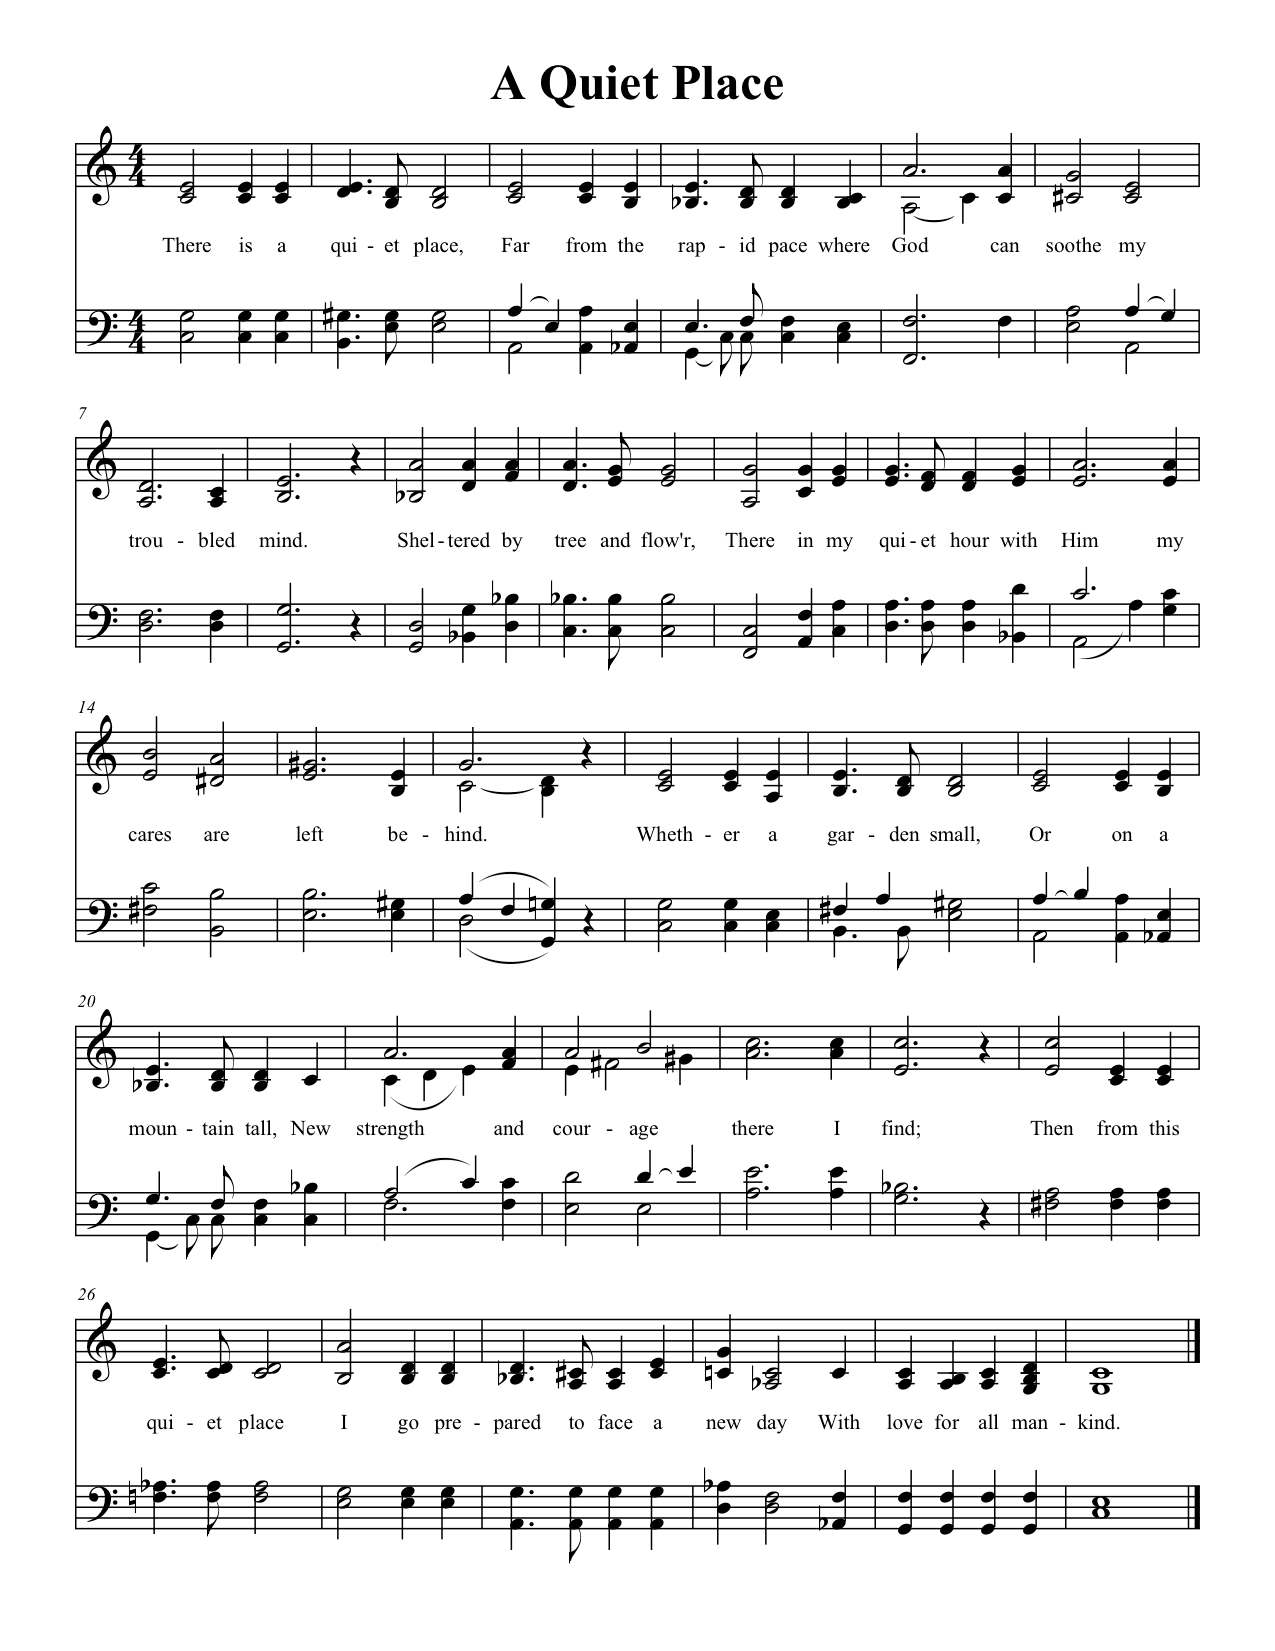 A Quiet Place
There is a qui - et place, Far from the rap - id pace where God can soothe my
7
trou - bled mind. Shel - tered by tree and flow'r, There in my qui - et hour with Him my
14
cares are left be - hind. Wheth - er a gar - den small, Or on a
20
moun - tain tall, New strength and cour - age there I find; Then from this
26
qui - et place I go pre - pared to face a new day With love for all man - kind.